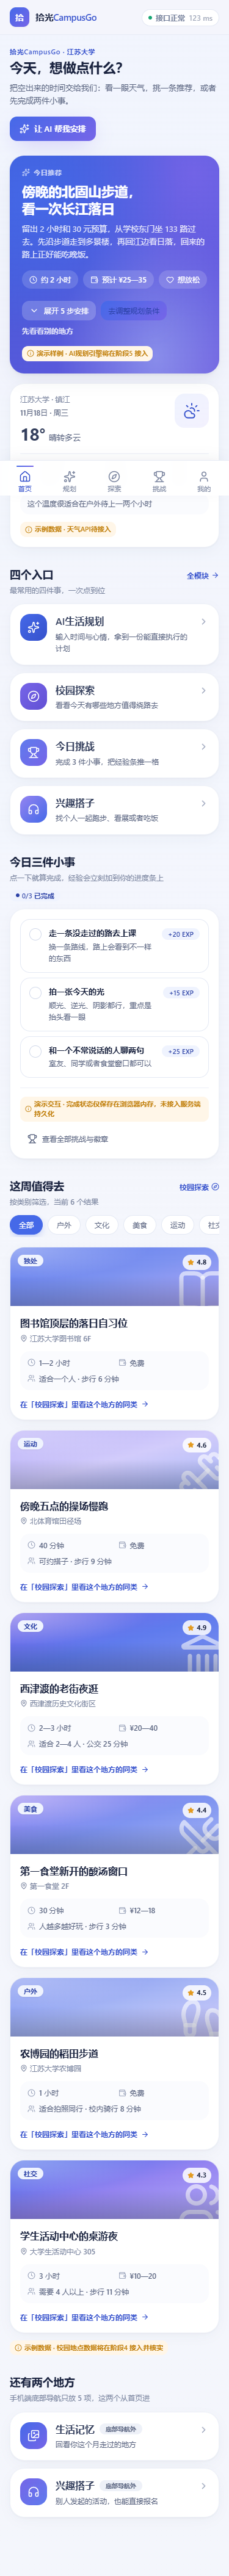 拾
拾光CampusGo
接口正常 123 ms
拾光CampusGo · 江苏大学
今天，想做点什么？
把空出来的时间交给我们：看一眼天气，挑一条推荐，或者
先完成两件小事。
让 AI 帮我安排
今日推荐
傍晚的北固山步道，
看一次长江落日
留出 2 小时和 30 元预算，从学校东门坐 133 路过
去。先沿步道走到多景楼，再回江边看日落，回来的
路上正好能吃晚饭。
约 2 小时
预计 ¥25—35
想放松
展开 5 步安排
去调整规划条件
先看看别的地方
演示样例 · AI规划引擎将在阶段5 接入
江苏大学 · 镇江
11月18日 · 周三
18° 晴转多云
首页
规划
探索
挑战
我的
这个温度很适合在户外待上一两个小时
示例数据 · 天气API待接入
四个入口
全模块
最常用的四件事，一次点到位
AI生活规划
输入时间与心情，拿到一份能直接执行的
计划
校园探索
看看今天有哪些地方值得绕路去
今日挑战
完成 3 件小事，把经验条推一格
兴趣搭子
找个人一起跑步、看展或者吃饭
今日三件小事
点一下就算完成，经验会立刻加到你的进度条上
0/3 已完成
走一条没走过的路去上课
+20 EXP
换一条路线，路上会看到不一样
的东西
拍一张今天的光
+15 EXP
顺光、逆光、阴影都行，重点是
抬头看一眼
和一个不常说话的人聊两句
+25 EXP
室友、同学或者食堂窗口都可以
演示交互 · 完成状态仅保存在浏览器内存，未接入服务端
持久化
查看全部挑战与徽章
这周值得去
校园探索
按类别筛选，当前 6 个结果
全部
户外
文化
美食
运动
社交
独处
4.8
图书馆顶层的落日自习位
江苏大学图书馆 6F
1—2 小时
免费
适合一个人 · 步行 6 分钟
在「校园探索」里看这个地方的同类
运动
4.6
傍晚五点的操场慢跑
北体育馆田径场
40 分钟
免费
可约搭子 · 步行 9 分钟
在「校园探索」里看这个地方的同类
文化
4.9
西津渡的老街夜逛
西津渡历史文化街区
2—3 小时
¥20—40
适合 2—4 人 · 公交 25 分钟
在「校园探索」里看这个地方的同类
美食
4.4
第一食堂新开的酸汤窗口
第一食堂 2F
30 分钟
¥12—18
人越多越好玩 · 步行 3 分钟
在「校园探索」里看这个地方的同类
户外
4.5
农博园的稻田步道
江苏大学农博园
1 小时
免费
适合拍照同行 · 校内骑行 8 分钟
在「校园探索」里看这个地方的同类
社交
4.3
学生活动中心的桌游夜
大学生活动中心 305
3 小时
¥10—20
需要 4 人以上 · 步行 11 分钟
在「校园探索」里看这个地方的同类
示例数据 · 校园地点数据将在阶段4 接入并核实
还有两个地方
手机端底部导航只放 5 项，这两个从首页进
生活记忆 底部导航外
回看你这个月走过的地方
兴趣搭子 底部导航外
别人发起的活动，也能直接报名